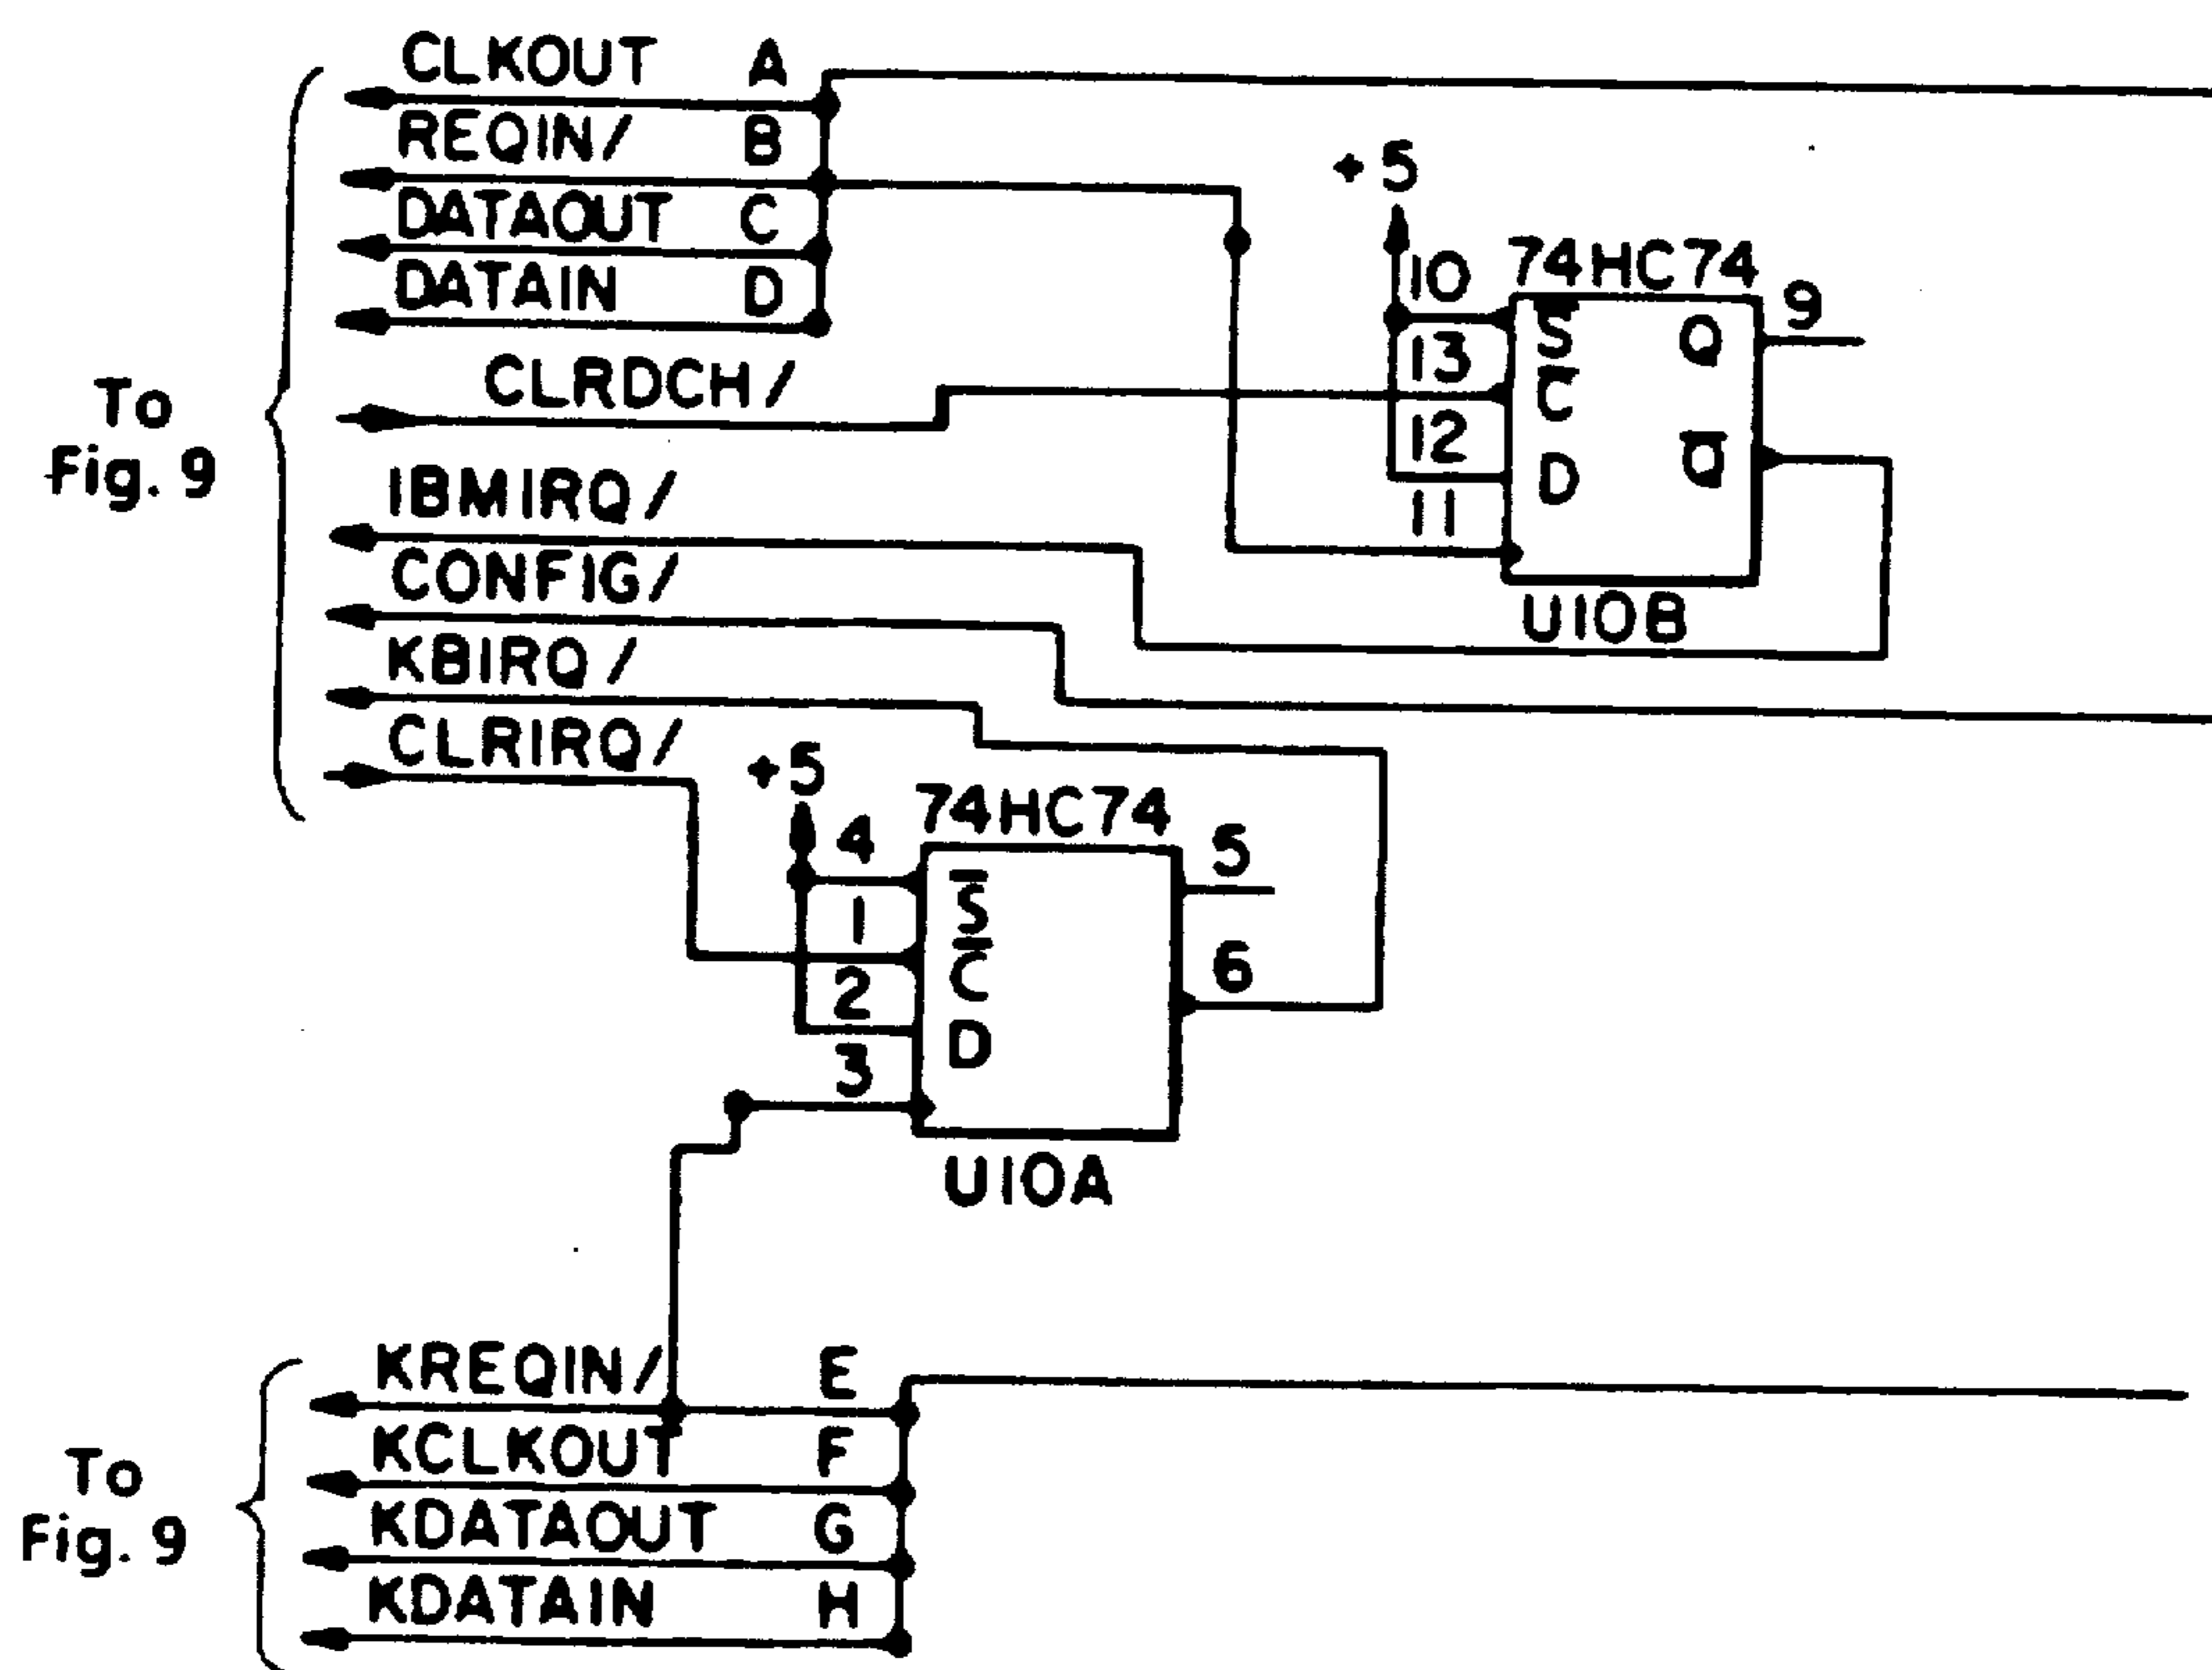 CLKOUT A
REQIN/ B
DATAOUT C
DATAIN D
CLRDCH/
To
Fig. 9
IBMIRQ/
CONFIG/
KBIRQ/
CLRIRQ/
+5
10
13
12
11
74HC74
S̅
C̅
D
Q
Q̅
9
U10B
+5
4
1
2
3
74HC74
S̅
C̅
D
5
6
U10A
To
Fig. 9
KREQIN/ E
KCLKOUT F
KDATAOUT G
KDATAIN H